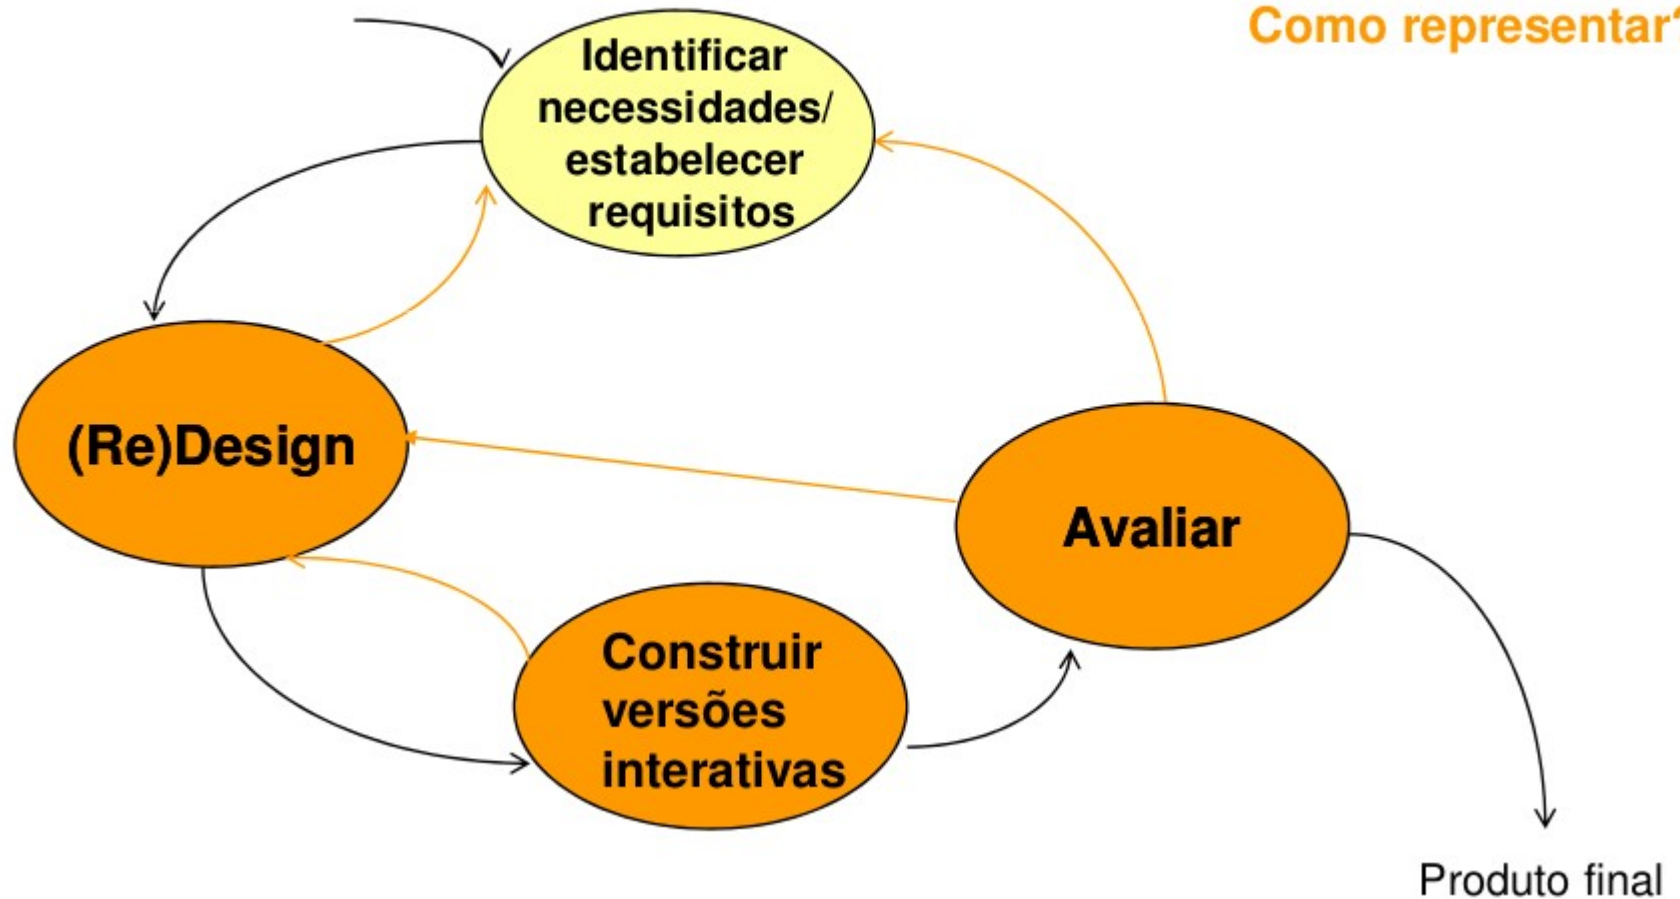 Como representar?
Identificar
necessidades/
estabelecer
requisitos
(Re)Design
Avaliar
Construir
versões
interativas
Produto final